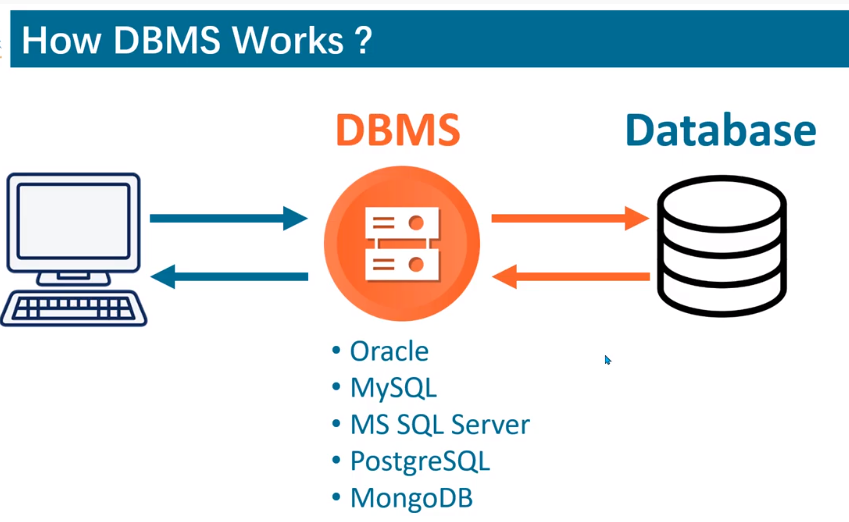 How DBMS Works ?
DBMS
Database
• Oracle
• MySQL
• MS SQL Server
• PostgreSQL
• MongoDB